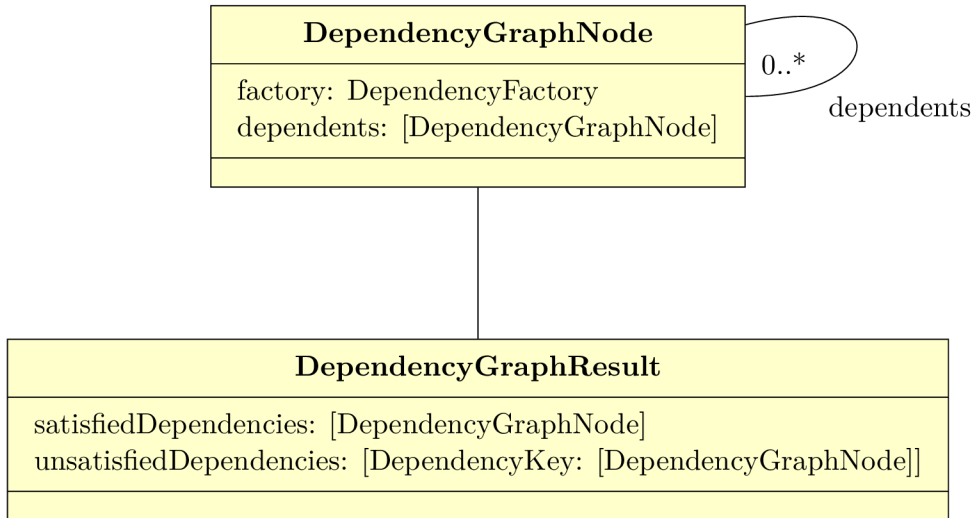 DependencyGraphNode
factory: DependencyFactory
dependents: [DependencyGraphNode]
0..*
dependents
DependencyGraphResult
satisfiedDependencies: [DependencyGraphNode]
unsatisfiedDependencies: [DependencyKey: [DependencyGraphNode]]